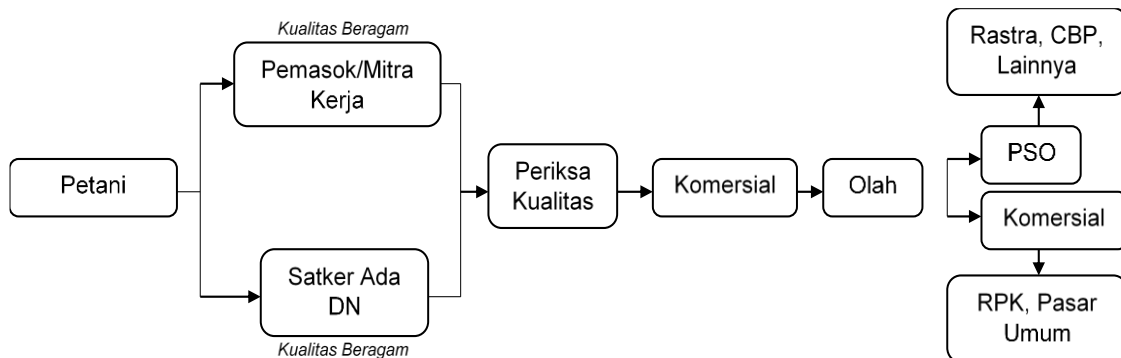 Kualitas Beragam
Pemasok/Mitra
Kerja
Petani
Satker Ada
DN
Kualitas Beragam
Periksa
Kualitas
Komersial
Olah
Rastra, CBP,
Lainnya
PSO
Komersial
RPK, Pasar
Umum